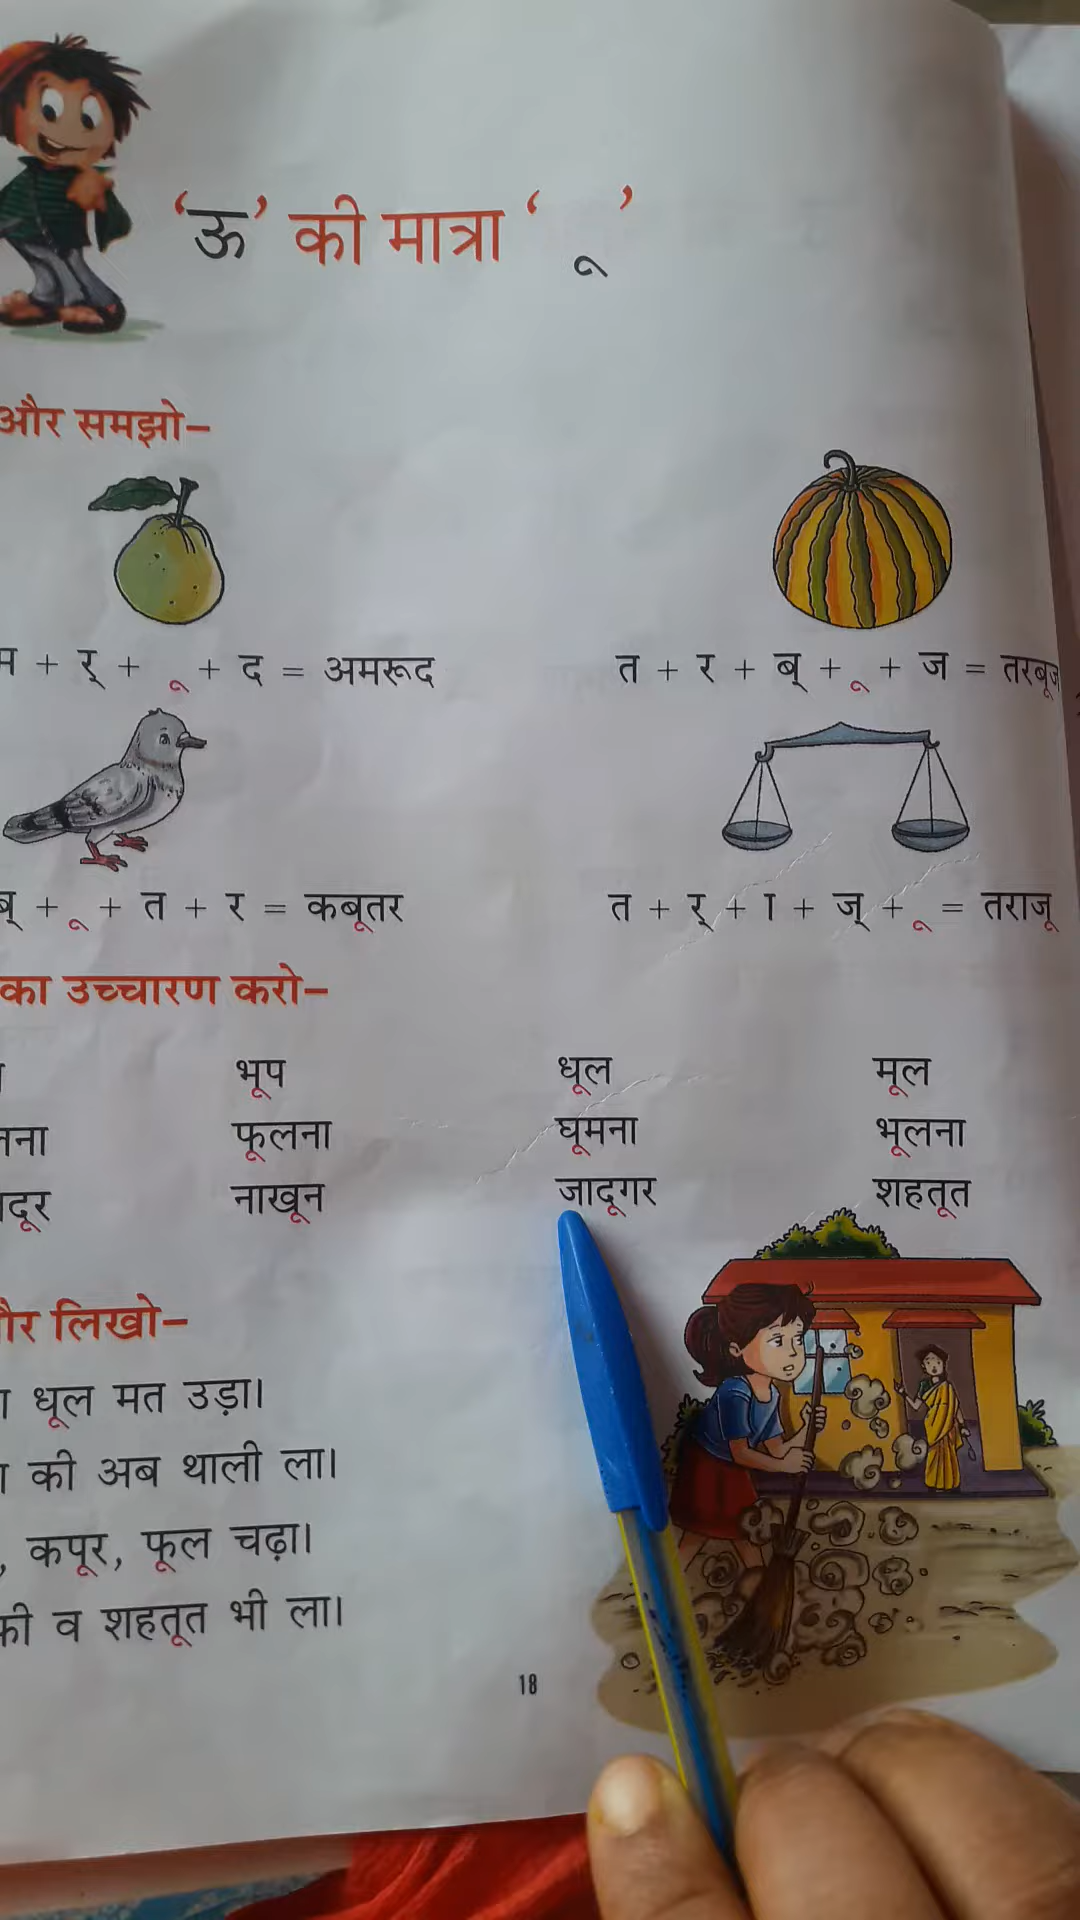 'ऊ' की मात्रा ' ू '
और समझो–
म + र् + ू + द = अमरूद
त + र + ब् + ू + ज = तरबूज
ब् + ू + त + र = कबूतर
त + र् + ा + ज् + ू = तराजू
का उच्चारण करो–
भूप धूल मूल
फूलना घूमना भूलना
नाखून जादूगर शहतूत
और लिखो–
धूल मत उड़ा।
की अब थाली ला।
, कपूर, फूल चढ़ा।
व शहतूत भी ला।
18